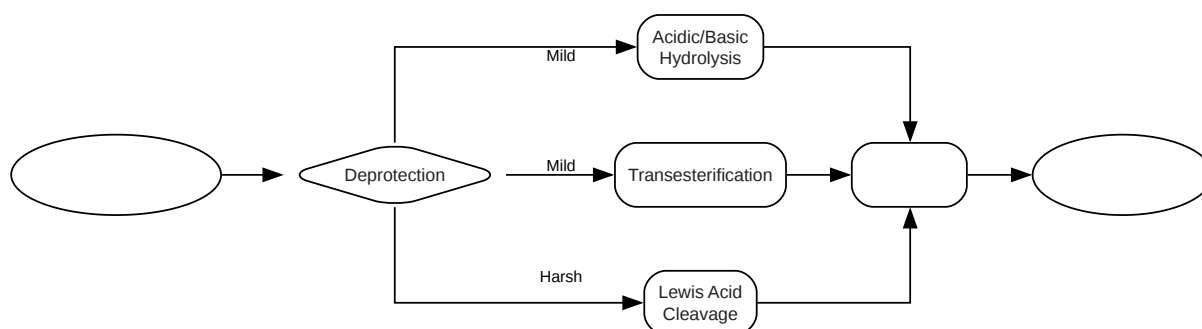 Acidic/Basic
Hydrolysis
Mild
Deprotection
Mild
Transesterification
Harsh
Lewis Acid
Cleavage